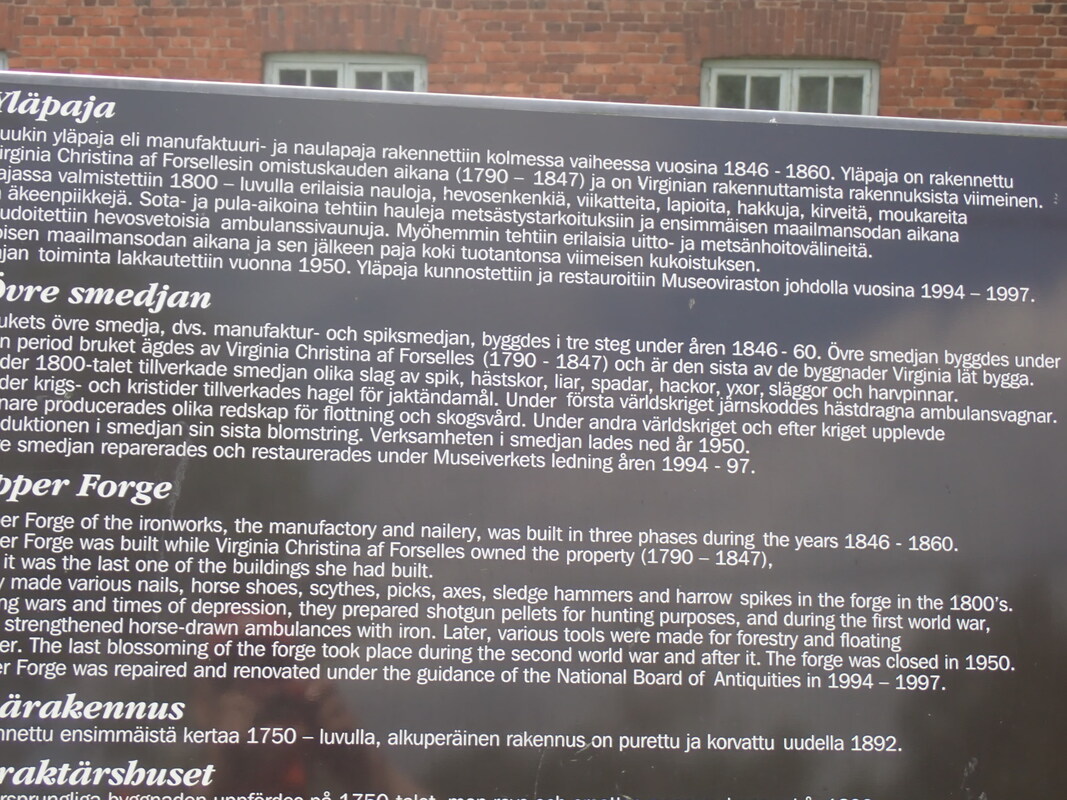 Yläpaja
uukin yläpaja eli manufaktuuri- ja naulapaja rakennettiin kolmessa vaiheessa vuosina 1846 - 1860. Yläpaja on rakennettu
irginia Christina af Forsellesin omistuskauden aikana (1790 – 1847) ja on Virginian rakennuttamista rakennuksista viimeinen.
ajassa valmistettiin 1800 – luvulla erilaisia nauloja, hevosenkenkiä, viikatteita, lapioita, hakkuja, kirveitä, moukareita
äkeenpiikkejä. Sota- ja pula-aikoina tehtiin hauleja metsästystarkoituksiin ja ensimmäisen maailmansodan aikana
udoitettiin hevosvetoisia ambulanssivaunuja. Myöhemmin tehtiin erilaisia uitto- ja metsänhoitovälineitä.
oisen maailmansodan aikana ja sen jälkeen paja koki tuotantonsa viimeisen kukoistuksen.
ajan toiminta lakkautettiin vuonna 1950. Yläpaja kunnostettiin ja restauroitiin Museoviraston johdolla vuosina 1994 – 1997.
Övre smedjan
ukets övre smedja, dvs. manufaktur- och spiksmedjan, byggdes i tre steg under åren 1846 - 60. Övre smedjan byggdes under
n period bruket ägdes av Virginia Christina af Forselles (1790 - 1847) och är den sista av de byggnader Virginia lät bygga.
der 1800-talet tillverkade smedjan olika slag av spik, hästskor, liar, spadar, hackor, yxor, släggor och harvpinnar.
der krigs- och kristider tillverkades hagel för jaktändamål. Under första världskriget järnskoddes hästdragna ambulansvagnar.
nare producerades olika redskap för flottning och skogsvård. Under andra världskriget och efter kriget upplevde
duktionen i smedjan sin sista blomstring. Verksamheten i smedjan lades ned år 1950.
re smedjan reparerades och restaurerades under Museiverkets ledning åren 1994 - 97.
pper Forge
er Forge of the ironworks, the manufactory and nailery, was built in three phases during the years 1846 - 1860.
er Forge was built while Virginia Christina af Forselles owned the property (1790 – 1847),
it was the last one of the buildings she had built.
y made various nails, horse shoes, scythes, picks, axes, sledge hammers and harrow spikes in the forge in the 1800's.
ng wars and times of depression, they prepared shotgun pellets for hunting purposes, and during the first world war,
strengthened horse-drawn ambulances with iron. Later, various tools were made for forestry and floating
er. The last blossoming of the forge took place during the second world war and after it. The forge was closed in 1950.
er Forge was repaired and renovated under the guidance of the National Board of Antiquities in 1994 – 1997.
ärakennus
nnettu ensimmäistä kertaa 1750 – luvulla, alkuperäinen rakennus on purettu ja korvattu uudella 1892.
raktärshuset